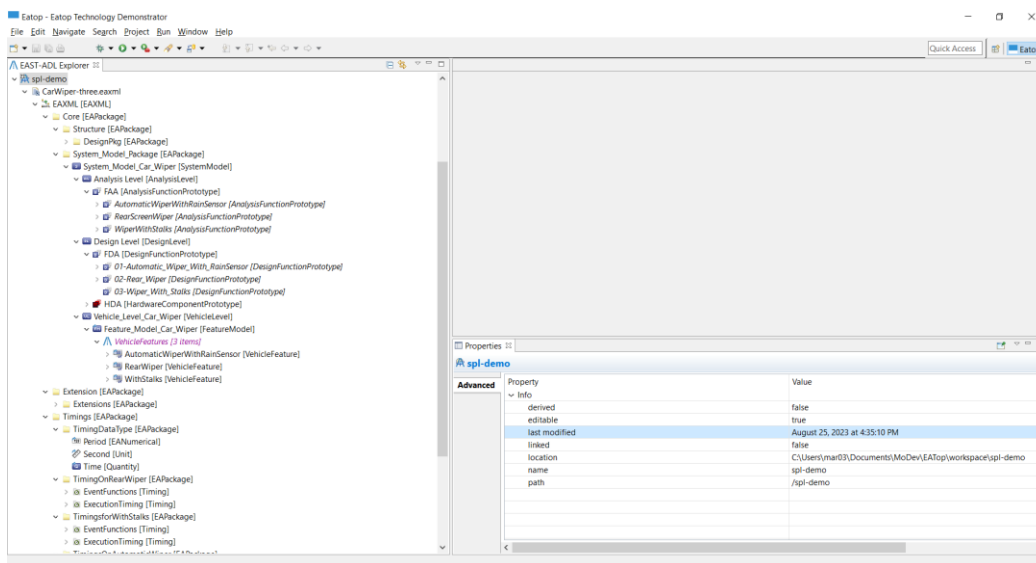 Eatop - Eatop Technology Demonstrator
File Edit Navigate Search Project Run Window Help
Quick Access
Eato
EAST-ADL Explorer
spl-demo
CarWiper-three.eaxml
EAXML [EAXML]
Core [EAPackage]
Structure [EAPackage]
DesignPkg [EAPackage]
System_Model_Package [EAPackage]
System_Model_Car_Wiper [SystemModel]
Analysis Level [AnalysisLevel]
FAA [AnalysisFunctionPrototype]
AutomaticWiperWithRainSensor [AnalysisFunctionPrototype]
RearScreenWiper [AnalysisFunctionPrototype]
WiperWithStalks [AnalysisFunctionPrototype]
Design Level [DesignLevel]
FDA [DesignFunctionPrototype]
01-Automatic_Wiper_With_RainSensor [DesignFunctionPrototype]
02-Rear_Wiper [DesignFunctionPrototype]
03-Wiper_With_Stalks [DesignFunctionPrototype]
HDA [HardwareComponentPrototype]
Vehicle_Level_Car_Wiper [VehicleLevel]
Feature_Model_Car_Wiper [FeatureModel]
VehicleFeatures [3 items]
AutomaticWiperWithRainSensor [VehicleFeature]
RearWiper [VehicleFeature]
WithStalks [VehicleFeature]
Extension [EAPackage]
Extensions [EAPackage]
Timings [EAPackage]
TimingDataType [EAPackage]
Period [EANumerical]
Second [Unit]
Time [Quantity]
TimingOnRearWiper [EAPackage]
EventFunctions [Timing]
ExecutionTiming [Timing]
TimingsforWithStalks [EAPackage]
EventFunctions [Timing]
ExecutionTiming [Timing]
Properties
spl-demo
Advanced
Property Value
Info
derived false
editable true
last modified August 25, 2023 at 4:35:10 PM
linked false
location C:\Users\mar03\Documents\MoDev\EATop\workspace\spl-demo
name spl-demo
path /spl-demo